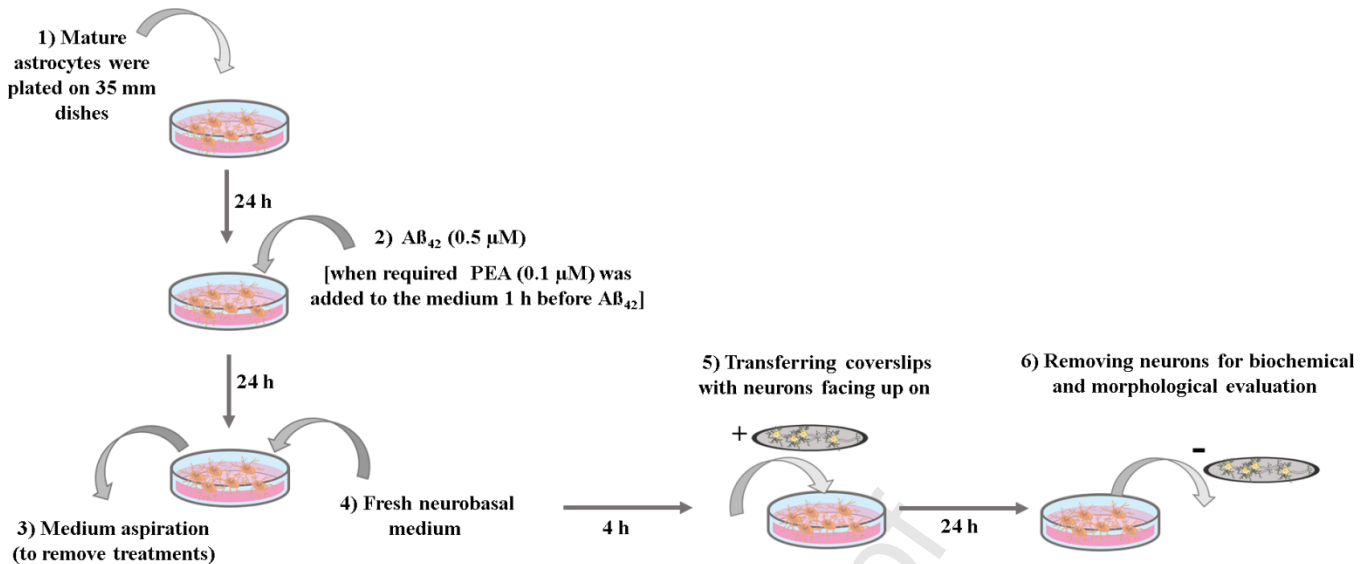 1) Mature
astrocytes were
plated on 35 mm
dishes
24 h
2) Aß₄₂ (0.5 µM)
[when required PEA (0.1 µM) was
added to the medium 1 h before Aß₄₂]
24 h
3) Medium aspiration
(to remove treatments)
4) Fresh neurobasal
medium
4 h
5) Transferring coverslips
with neurons facing up on
+
24 h
6) Removing neurons for biochemical
and morphological evaluation
-